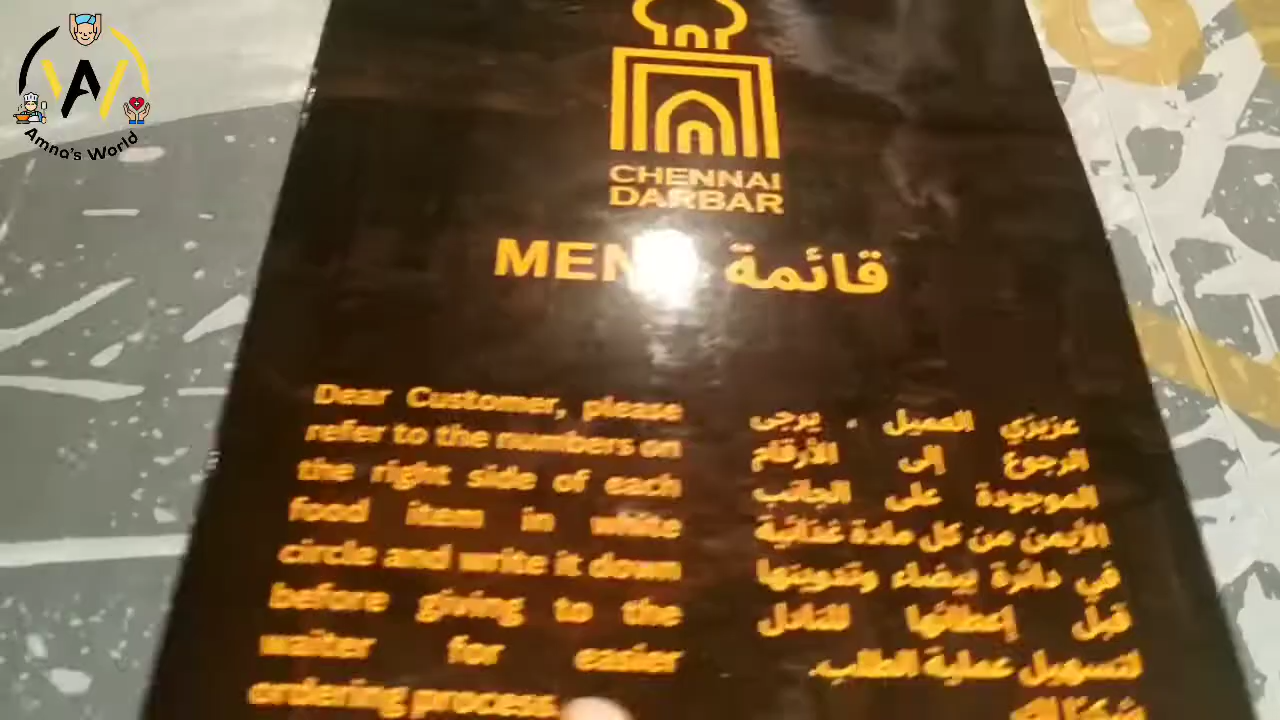 Amna's World
CHENNAI
DARBAR
MENU قائمة
Dear Customer, please
refer to the numbers on
the right side of each
food item in white
circle and write it down
before giving to the
waiter for easier
ordering process.
عزيزي العميل ، يرجى
الرجوع إلى الأرقام
الموجودة على الجانب
الأيمن من كل مادة غذائية
في دائرة بيضاء وتدوينها
قبل إعطائها للنادل
لتسهيل عملية الطلب.